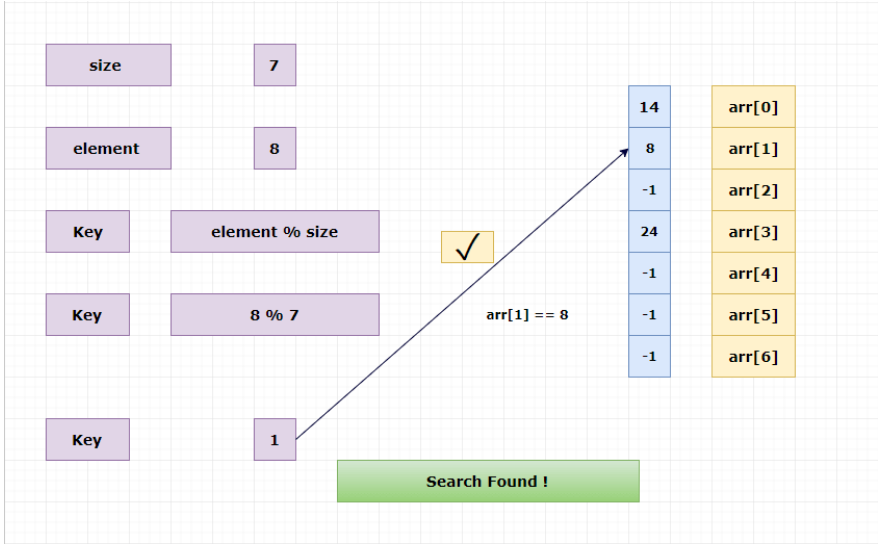 size 7
14 arr[0]
element 8
8 arr[1]
-1 arr[2]
Key element % size
✓
24 arr[3]
-1 arr[4]
Key 8 % 7
arr[1] == 8
-1 arr[5]
-1 arr[6]
Key 1
Search Found !